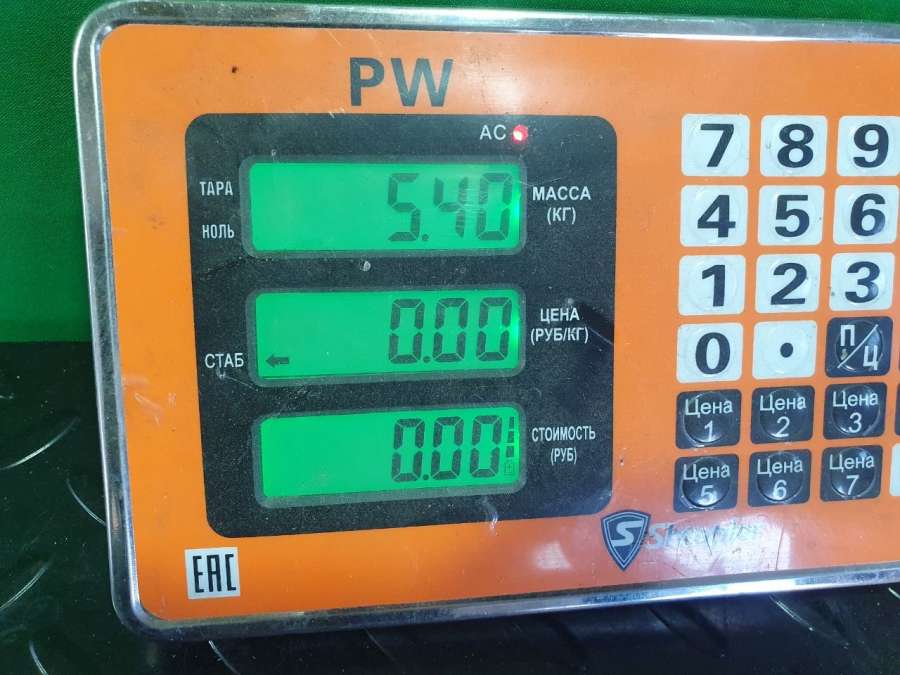 PW
AC
ТАРА
НОЛЬ
5.40
МАССА
(КГ)
СТАБ
0.00
ЦЕНА
(РУБ/КГ)
0.00
СТОИМОСТЬ
(РУБ)
7 8 9
4 5 6
1 2 3
0 . П/Ц
Цена 1 Цена 2 Цена 3
Цена 5 Цена 6 Цена 7
S
EAC